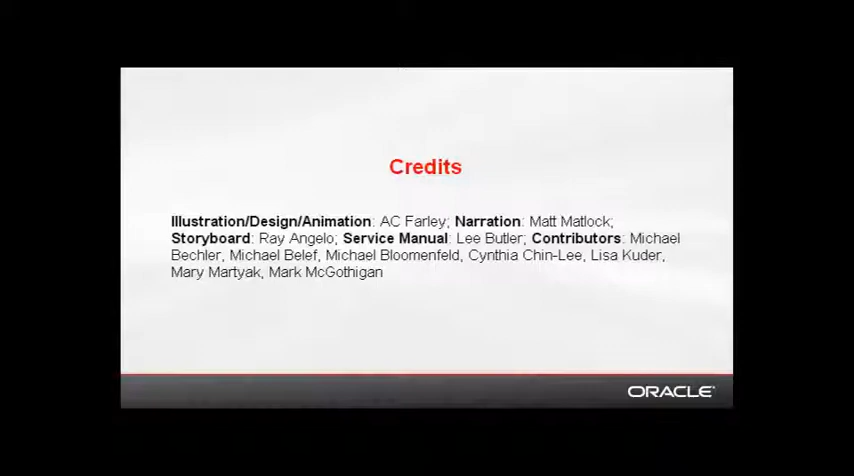 Credits
Illustration/Design/Animation: AC Farley; Narration: Matt Matlock;
Storyboard: Ray Angelo; Service Manual: Lee Butler; Contributors: Michael
Bechler, Michael Belef, Michael Bloomenfeld, Cynthia Chin-Lee, Lisa Kuder,
Mary Martyak, Mark McGothigan
ORACLE